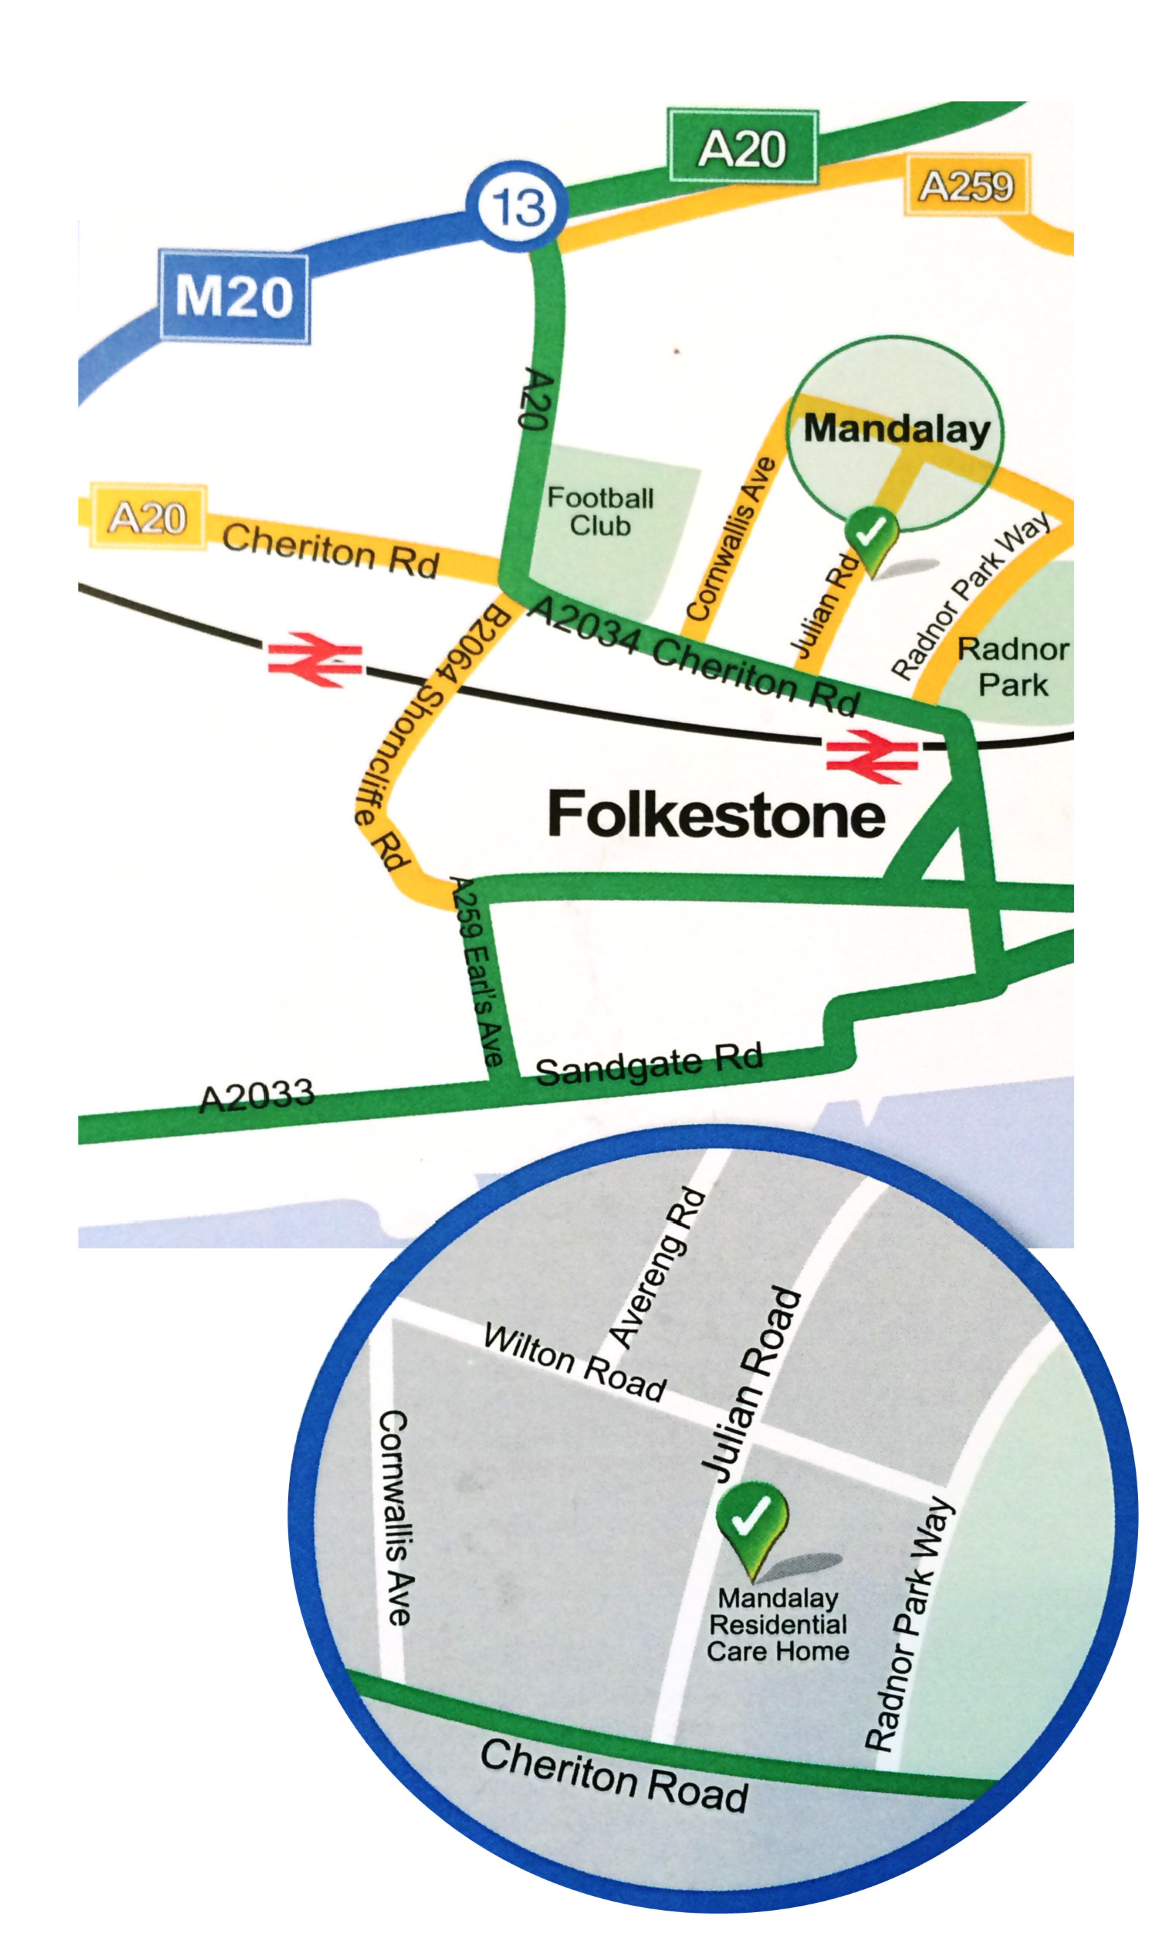 A20
A259
13
M20
A20
Mandalay
Cornwallis Ave
Football
Club
A20
Cheriton Rd
Julian Rd
Radnor Park Way
Radnor
Park
A2034 Cheriton Rd
B2064 Shorncliffe Rd
Folkestone
A259 Earl's Ave
Sandgate Rd
A2033
Avereng Rd
Wilton Road
Julian Road
Cornwallis Ave
Mandalay
Residential
Care Home
Radnor Park Way
Cheriton Road